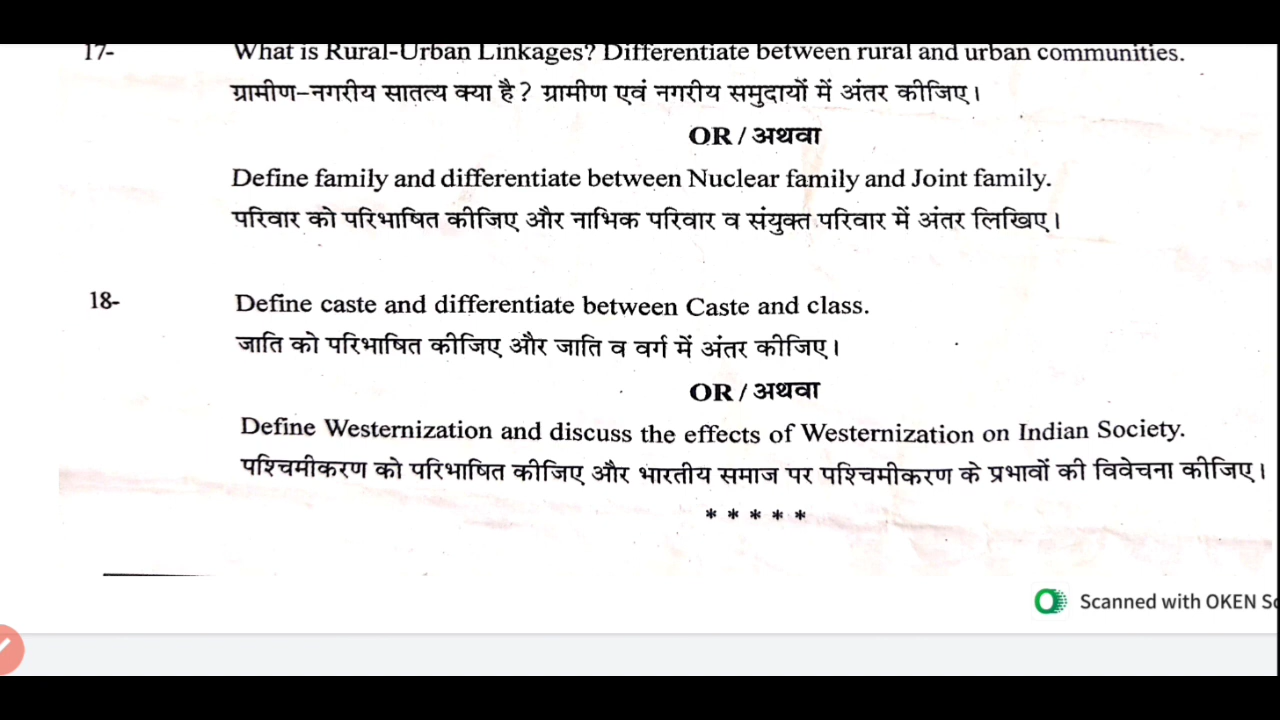 17- What is Rural-Urban Linkages? Differentiate between rural and urban communities.
ग्रामीण-नगरीय सातत्य क्या है? ग्रामीण एवं नगरीय समुदायों में अंतर कीजिए।
OR / अथवा
Define family and differentiate between Nuclear family and Joint family.
परिवार को परिभाषित कीजिए और नाभिक परिवार व संयुक्त परिवार में अंतर लिखिए।
18- Define caste and differentiate between Caste and class.
जाति को परिभाषित कीजिए और जाति व वर्ग में अंतर कीजिए।
OR / अथवा
Define Westernization and discuss the effects of Westernization on Indian Society.
पश्चिमीकरण को परिभाषित कीजिए और भारतीय समाज पर पश्चिमीकरण के प्रभावों की विवेचना कीजिए।
* * * * *
Scanned with OKEN